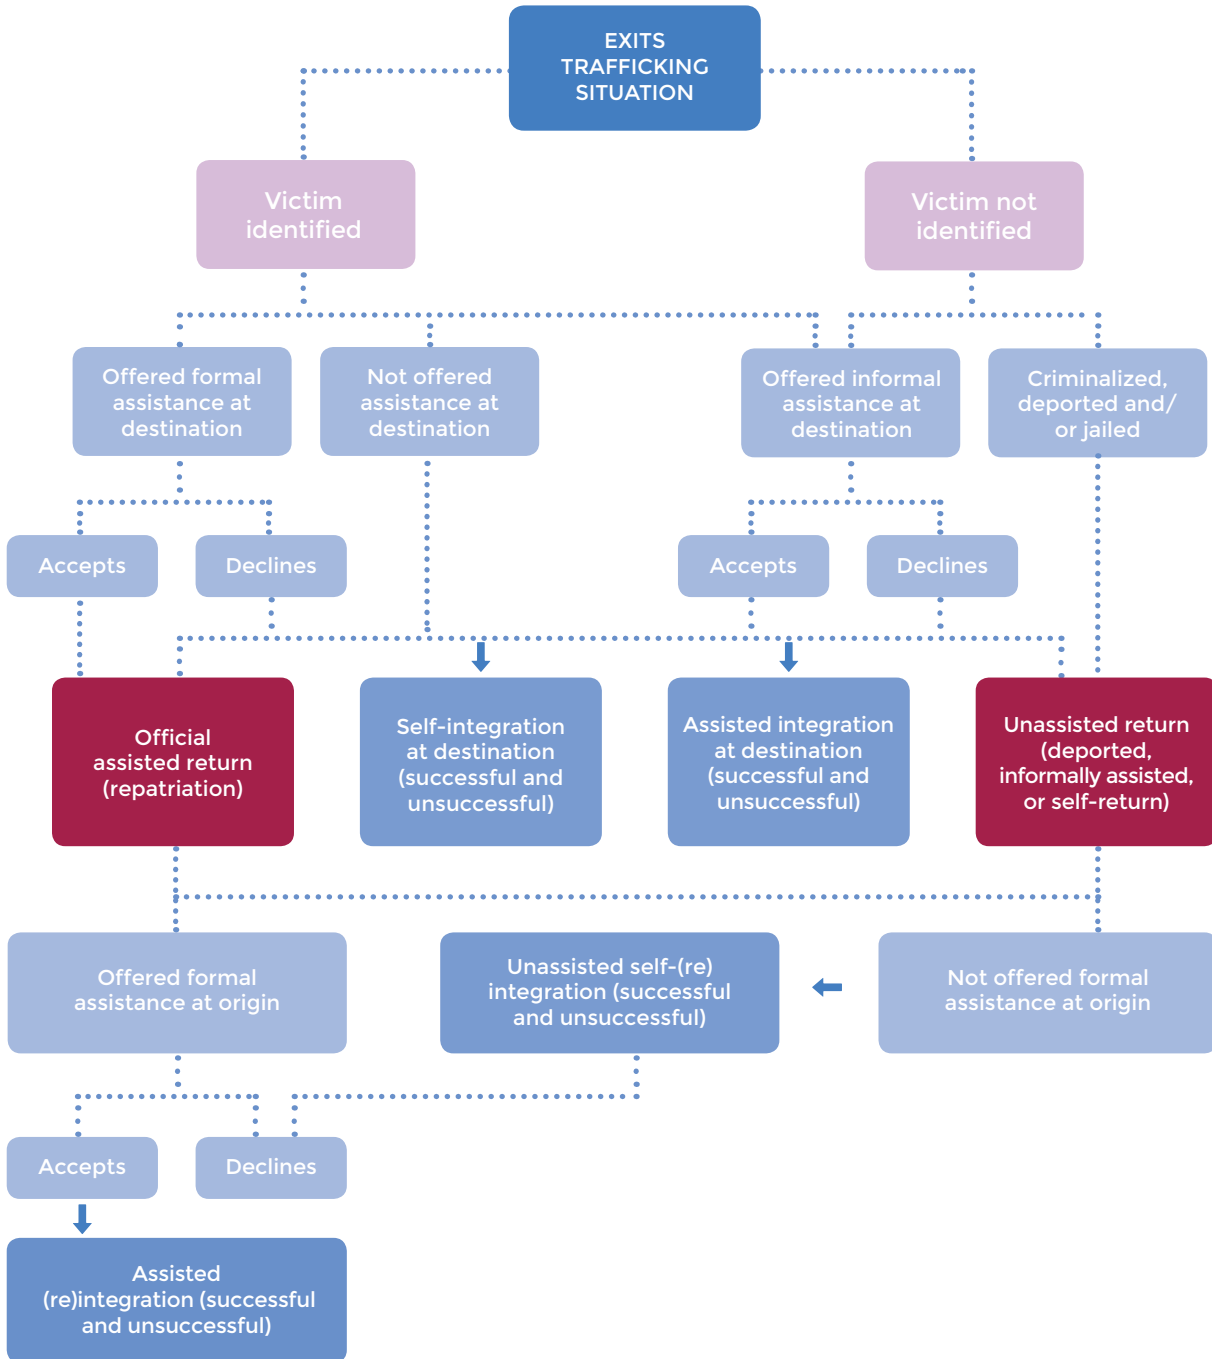 EXITS
TRAFFICKING
SITUATION
Victim
identified
Victim not
identified
Offered formal
assistance at
destination
Not offered
assistance at
destination
Offered informal
assistance at
destination
Criminalized,
deported and/
or jailed
Accepts
Declines
Accepts
Declines
Official
assisted return
(repatriation)
Self-integration
at destination
(successful and
unsuccessful)
Assisted integration
at destination
(successful and
unsuccessful)
Unassisted return
(deported,
informally assisted,
or self-return)
Offered formal
assistance at origin
Unassisted self-(re)
integration (successful
and unsuccessful)
Not offered formal
assistance at origin
Accepts
Declines
Assisted
(re)integration (successful
and unsuccessful)